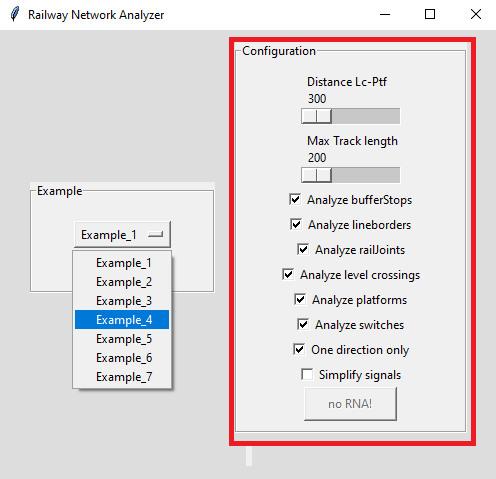 Railway Network Analyzer
Example
Example_1
Example_1
Example_2
Example_3
Example_4
Example_5
Example_6
Example_7
Configuration
Distance Lc-Ptf
300
Max Track length
200
Analyze bufferStops
Analyze lineborders
Analyze railJoints
Analyze level crossings
Analyze platforms
Analyze switches
One direction only
Simplify signals
no RNA!